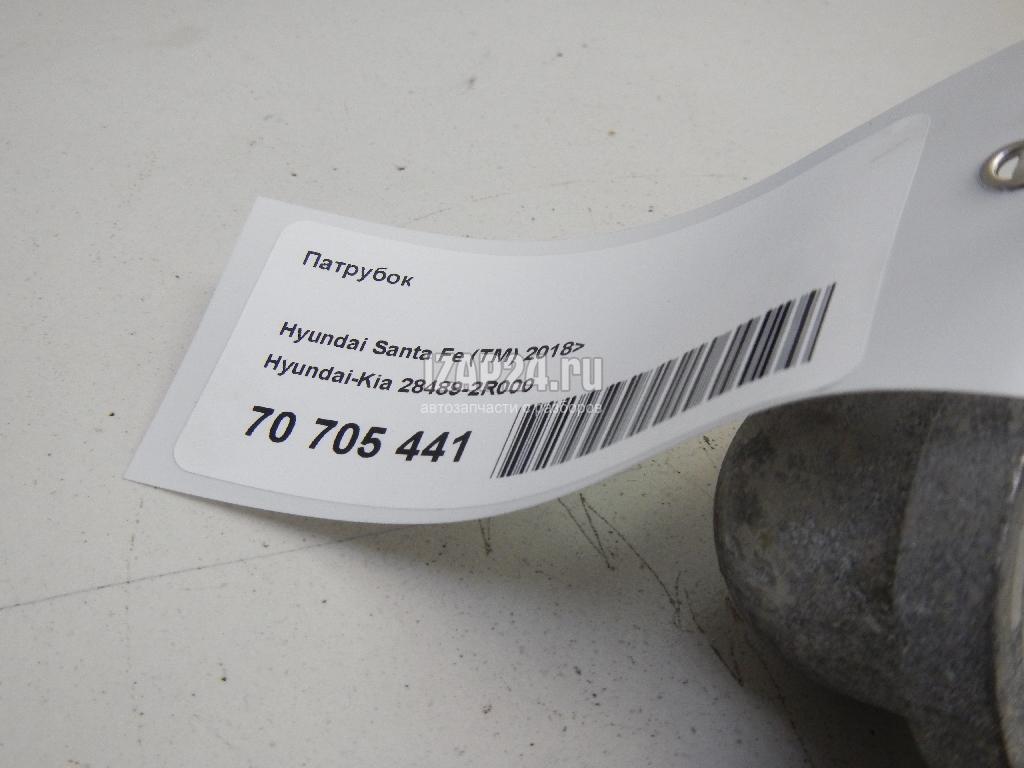 Патрубок
Hyundai Santa Fe (TM) 2018>
Hyundai-Kia 28489-2R000
70 705 441
IZAP24.ru
автозапчасти с разборов